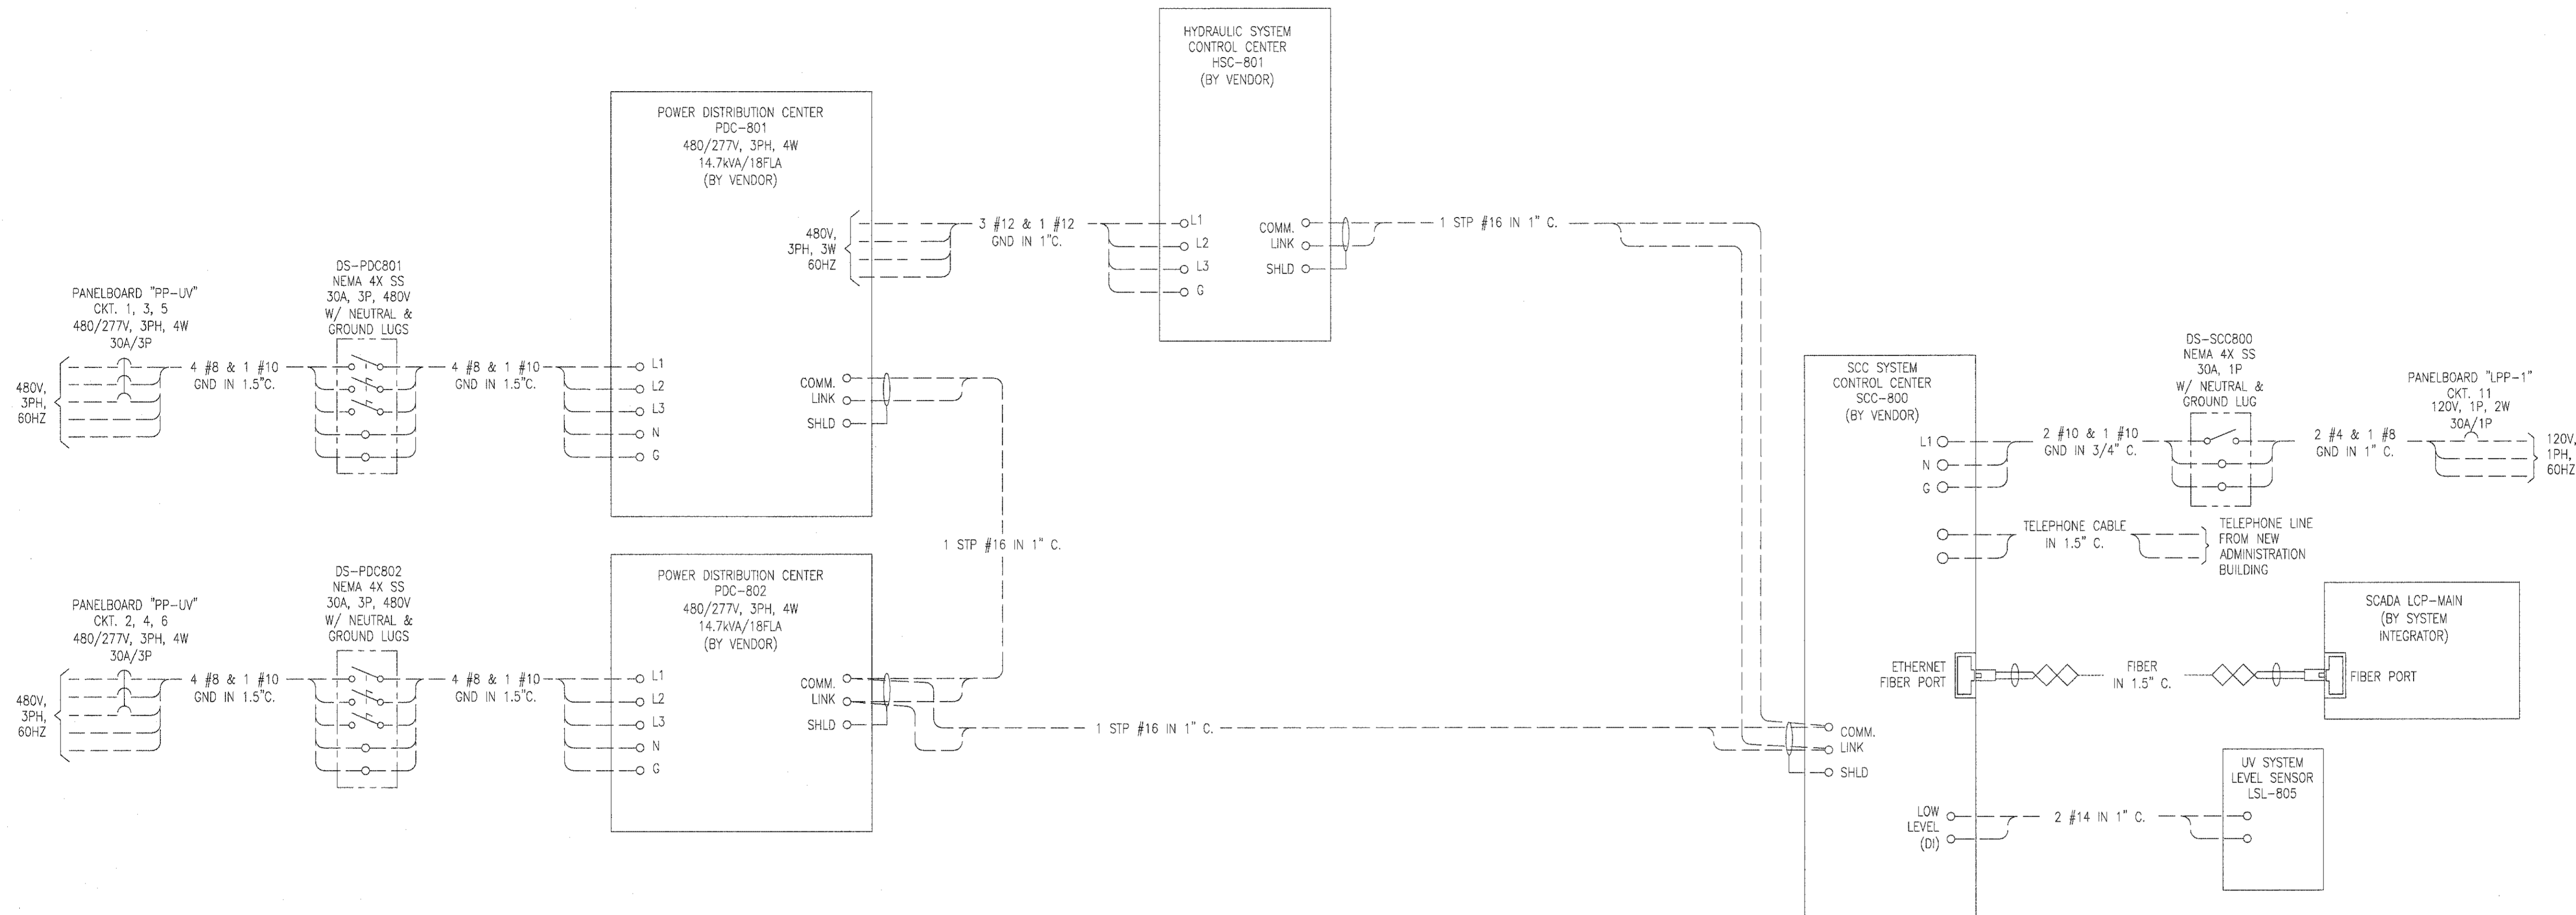 HYDRAULIC SYSTEM
CONTROL CENTER
HSC-801
(BY VENDOR)
L1
L2
L3
G
COMM.
LINK
SHLD
POWER DISTRIBUTION CENTER
PDC-801
480/277V, 3PH, 4W
14.7kVA/18FLA
(BY VENDOR)
480V,
3PH, 3W
60HZ
3 #12 & 1 #12
GND IN 1"C.
1 STP #16 IN 1" C.
PANELBOARD "PP-UV"
CKT. 1, 3, 5
480/277V, 3PH, 4W
30A/3P
480V,
3PH,
60HZ
4 #8 & 1 #10
GND IN 1.5"C.
DS-PDC801
NEMA 4X SS
30A, 3P, 480V
W/ NEUTRAL &
GROUND LUGS
4 #8 & 1 #10
GND IN 1.5"C.
L1
L2
L3
N
G
COMM.
LINK
SHLD
1 STP #16 IN 1" C.
PANELBOARD "PP-UV"
CKT. 2, 4, 6
480/277V, 3PH, 4W
30A/3P
480V,
3PH,
60HZ
4 #8 & 1 #10
GND IN 1.5"C.
DS-PDC802
NEMA 4X SS
30A, 3P, 480V
W/ NEUTRAL &
GROUND LUGS
4 #8 & 1 #10
GND IN 1.5"C.
POWER DISTRIBUTION CENTER
PDC-802
480/277V, 3PH, 4W
14.7kVA/18FLA
(BY VENDOR)
L1
L2
L3
N
G
COMM.
LINK
SHLD
1 STP #16 IN 1" C.
SCC SYSTEM
CONTROL CENTER
SCC-800
(BY VENDOR)
L1
N
G
2 #10 & 1 #10
GND IN 3/4" C.
DS-SCC800
NEMA 4X SS
30A, 1P
W/ NEUTRAL &
GROUND LUG
2 #4 & 1 #8
GND IN 1" C.
PANELBOARD "LPP-1"
CKT. 11
120V, 1P, 2W
30A/1P
120V,
1PH,
60HZ
TELEPHONE CABLE
IN 1.5" C.
TELEPHONE LINE
FROM NEW
ADMINISTRATION
BUILDING
ETHERNET
FIBER PORT
FIBER
IN 1.5" C.
SCADA LCP-MAIN
(BY SYSTEM
INTEGRATOR)
FIBER PORT
COMM.
LINK
SHLD
LOW
LEVEL
(DI)
2 #14 IN 1" C.
UV SYSTEM
LEVEL SENSOR
LSL-805